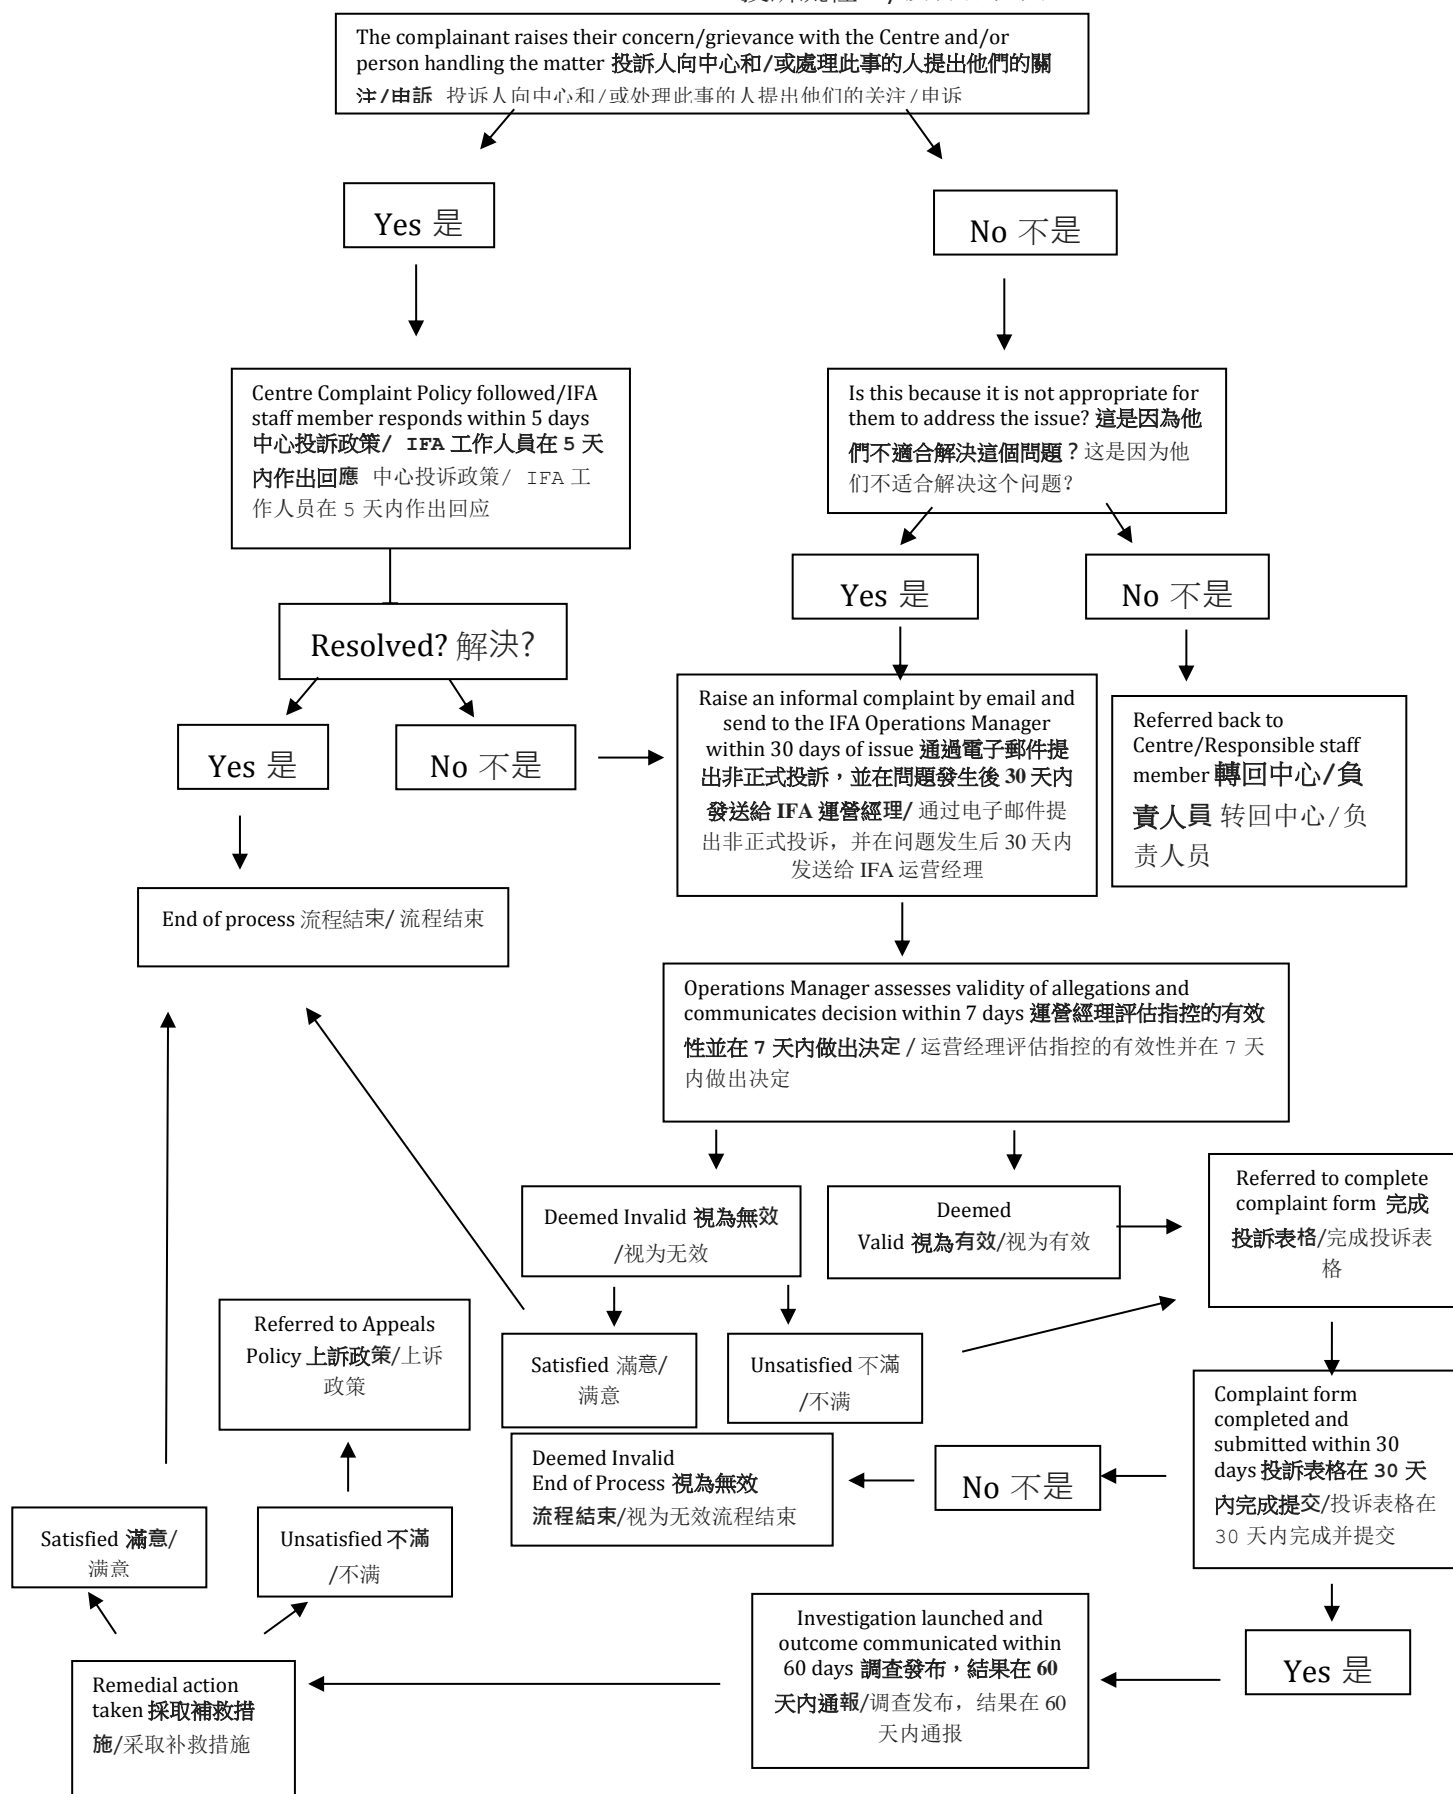 The complainant raises their concern/grievance with the Centre and/or
person handling the matter 投訴人向中心和/或處理此事的人提出他們的關
注/申訴 投诉人向中心和/或处理此事的人提出他们的关注/申诉
Yes 是
No 不是
Centre Complaint Policy followed/IFA
staff member responds within 5 days
中心投訴政策/ IFA 工作人員在 5 天
內作出回應 中心投诉政策/ IFA 工
作人员在 5 天内作出回应
Is this because it is not appropriate for
them to address the issue? 這是因為他
們不適合解決這個問題？这是因为他
们不适合解决这个问题？
Yes 是
No 不是
Resolved? 解決?
Yes 是
No 不是
Raise an informal complaint by email and
send to the IFA Operations Manager
within 30 days of issue 通過電子郵件提
出非正式投訴，並在問題發生後 30 天內
發送給 IFA 運營經理/ 通过电子邮件提
出非正式投诉，并在问题发生后 30 天内
发送给 IFA 运营经理
Referred back to
Centre/Responsible staff
member 轉回中心/負
責人員 转回中心/负
责人员
End of process 流程結束/ 流程结束
Operations Manager assesses validity of allegations and
communicates decision within 7 days 運營經理評估指控的有效
性並在 7 天內做出決定 / 运营经理评估指控的有效性并在 7 天
内做出决定
Deemed Invalid 視為無效
/视为无效
Deemed
Valid 視為有效/视为有效
Referred to complete
complaint form 完成
投訴表格/完成投诉表
格
Referred to Appeals
Policy 上訴政策/上诉
政策
Satisfied 滿意/
满意
Unsatisfied 不滿
/不满
Complaint form
completed and
submitted within 30
days 投訴表格在 30 天
內完成提交/投诉表格在
30 天内完成并提交
Deemed Invalid
End of Process 視為無效
流程結束/视为无效流程结束
No 不是
Satisfied 滿意/
满意
Unsatisfied 不滿
/不满
Investigation launched and
outcome communicated within
60 days 調查發布，結果在 60
天內通報/调查发布，结果在 60
天内通报
Yes 是
Remedial action
taken 採取補救措
施/采取补救措施